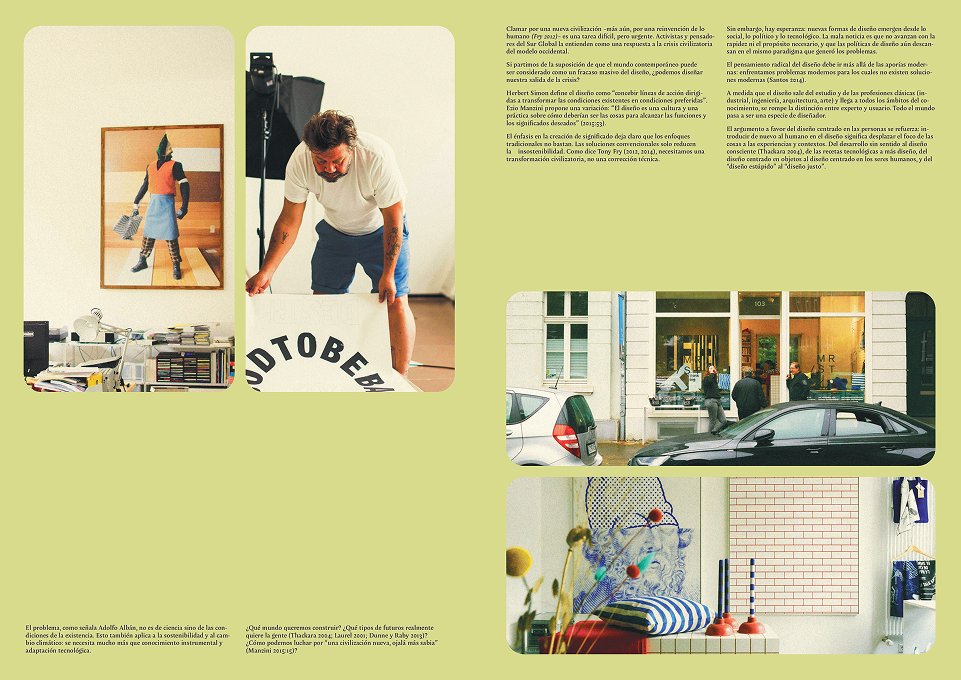 DTOBEB
El problema, como señala Adolfo Albán, no es de ciencia sino de las con-
diciones de la existencia. Esto también aplica a la sostenibilidad y al cam-
bio climático: se necesita mucho más que conocimiento instrumental y
adaptación tecnológica.
¿Qué mundo queremos construir? ¿Qué tipos de futuros realmente
quiere la gente (Thackara 2004; Laurel 2001; Dunne y Raby 2013)?
¿Cómo podemos luchar por "una civilización nueva, ojalá más sabia"
(Manzini 2015:15)?
Clamar por una nueva civilización –más aún, por una reinvención de lo
humano (Fry 2012)– es una tarea difícil, pero urgente. Activistas y pensado-
res del Sur Global la entienden como una respuesta a la crisis civilizatoria
del modelo occidental.
Si partimos de la suposición de que el mundo contemporáneo puede
ser considerado como un fracaso masivo del diseño, ¿podemos diseñar
nuestra salida de la crisis?
Herbert Simon define el diseño como "concebir líneas de acción dirigi-
das a transformar las condiciones existentes en condiciones preferidas".
Ezio Manzini propone una variación: "El diseño es una cultura y una
práctica sobre cómo deberían ser las cosas para alcanzar las funciones y
los significados deseados" (2015:53).
El énfasis en la creación de significado deja claro que los enfoques
tradicionales no bastan. Las soluciones convencionales solo reducen
la insostenibilidad. Como dice Tony Fry (2012, 2014), necesitamos una
transformación civilizatoria, no una corrección técnica.
Sin embargo, hay esperanza: nuevas formas de diseño emergen desde lo
social, lo político y lo tecnológico. La mala noticia es que no avanzan con la
rapidez ni el propósito necesario, y que las políticas de diseño aún descan-
san en el mismo paradigma que generó los problemas.
El pensamiento radical del diseño debe ir más allá de las aporías moder-
nas: enfrentamos problemas modernos para los cuales no existen solucio-
nes modernas (Santos 2014).
A medida que el diseño sale del estudio y de las profesiones clásicas (in-
dustrial, ingeniería, arquitectura, arte) y llega a todos los ámbitos del co-
nocimiento, se rompe la distinción entre experto y usuario. Todo el mundo
pasa a ser una especie de diseñador.
El argumento a favor del diseño centrado en las personas se refuerza: in-
troducir de nuevo al humano en el diseño significa desplazar el foco de las
cosas a las experiencias y contextos. Del desarrollo sin sentido al diseño
consciente (Thackara 2004), de las recetas tecnológicas a más diseño, del
diseño centrado en objetos al diseño centrado en los seres humanos, y del
"diseño estúpido" al "diseño justo".
103
MR
ST